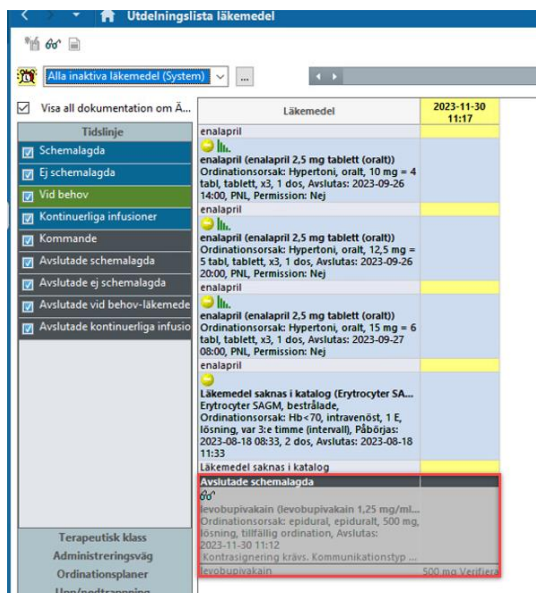 Utdelningslista läkemedel
Alla inaktiva läkemedel (System)
...
Visa all dokumentation om Ä...
Tidslinje
Schemalagda
Ej schemalagda
Vid behov
Kontinuerliga infusioner
Kommande
Avslutade schemalagda
Avslutade ej schemalagda
Avslutade vid behov-läkemede
Avslutade kontinuerliga infusio
Terapeutisk klass
Administreringsväg
Ordinationsplaner
Upp/nedtrappning
Läkemedel
2023-11-30
11:17
enalapril
enalapril (enalapril 2,5 mg tablett (oralt))
Ordinationsorsak: Hypertoni, oralt, 10 mg = 4
tabl, tablett, x3, 1 dos, Avslutas: 2023-09-26
14:00, PNL, Permission: Nej
enalapril
enalapril (enalapril 2,5 mg tablett (oralt))
Ordinationsorsak: Hypertoni, oralt, 12,5 mg =
5 tabl, tablett, x3, 1 dos, Avslutas: 2023-09-26
20:00, PNL, Permission: Nej
enalapril
enalapril (enalapril 2,5 mg tablett (oralt))
Ordinationsorsak: Hypertoni, oralt, 15 mg = 6
tabl, tablett, x3, 1 dos, Avslutas: 2023-09-27
08:00, PNL, Permission: Nej
enalapril
Läkemedel saknas i katalog (Erytrocyter SA...
Erytrocyter SAGM, bestrålade,
Ordinationsorsak: Hb<70, intravenöst, 1 E,
lösning, var 3:e timme (intervall), Påbörjas:
2023-08-18 08:33, 2 dos, Avslutas: 2023-08-18
11:33
Läkemedel saknas i katalog
Avslutade schemalagda
levobupivakain (levobupivakain 1,25 mg/ml...
Ordinationsorsak: epidural, epiduralt, 500 mg,
lösning, tillfällig ordination, Avslutas:
2023-11-30 11:12
Kontrasignering krävs. Kommunikationstyp ...
levobupivakain
500 mg Verifiera